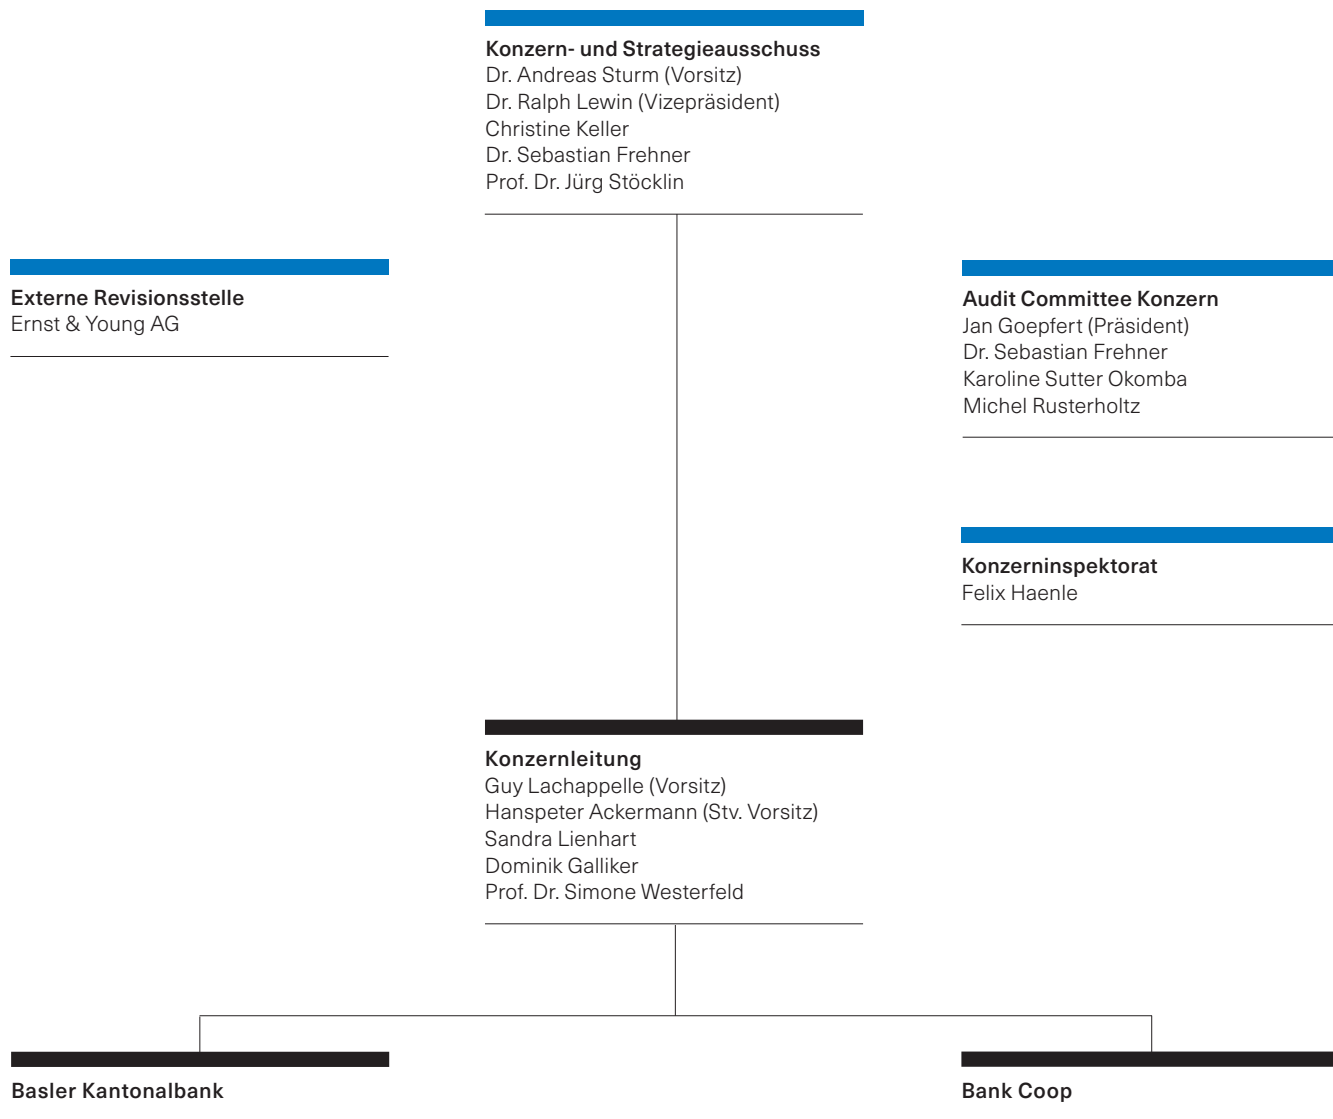 Konzern- und Strategieausschuss
Dr. Andreas Sturm (Vorsitz)
Dr. Ralph Lewin (Vizepräsident)
Christine Keller
Dr. Sebastian Frehner
Prof. Dr. Jürg Stöcklin
Externe Revisionsstelle
Ernst & Young AG
Audit Committee Konzern
Jan Goepfert (Präsident)
Dr. Sebastian Frehner
Karoline Sutter Okomba
Michel Rusterholtz
Konzerninspektorat
Felix Haenle
Konzernleitung
Guy Lachappelle (Vorsitz)
Hanspeter Ackermann (Stv. Vorsitz)
Sandra Lienhart
Dominik Galliker
Prof. Dr. Simone Westerfeld
Basler Kantonalbank
Bank Coop